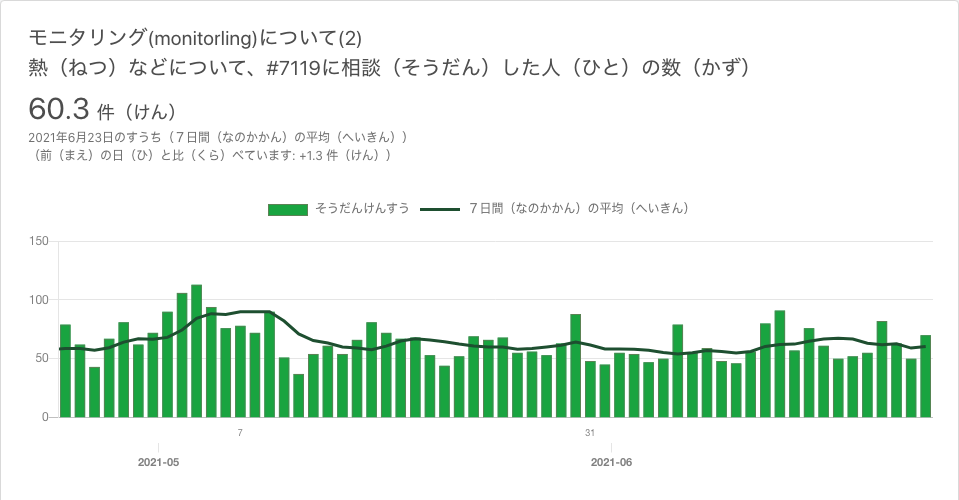 モニタリング(monitorling)について(2)
熱（ねつ）などについて、#7119に相談（そうだん）した人（ひと）の数（かず）
60.3 件（けん）
2021年6月23日のすうち（７日間（なのかかん）の平均（へいきん））
（前（まえ）の日（ひ）と比（くら）べています: +1.3 件（けん））
そうだんけんすう ７日間（なのかかん）の平均（へいきん）
150
100
50
0
7 31
2021-05 2021-06